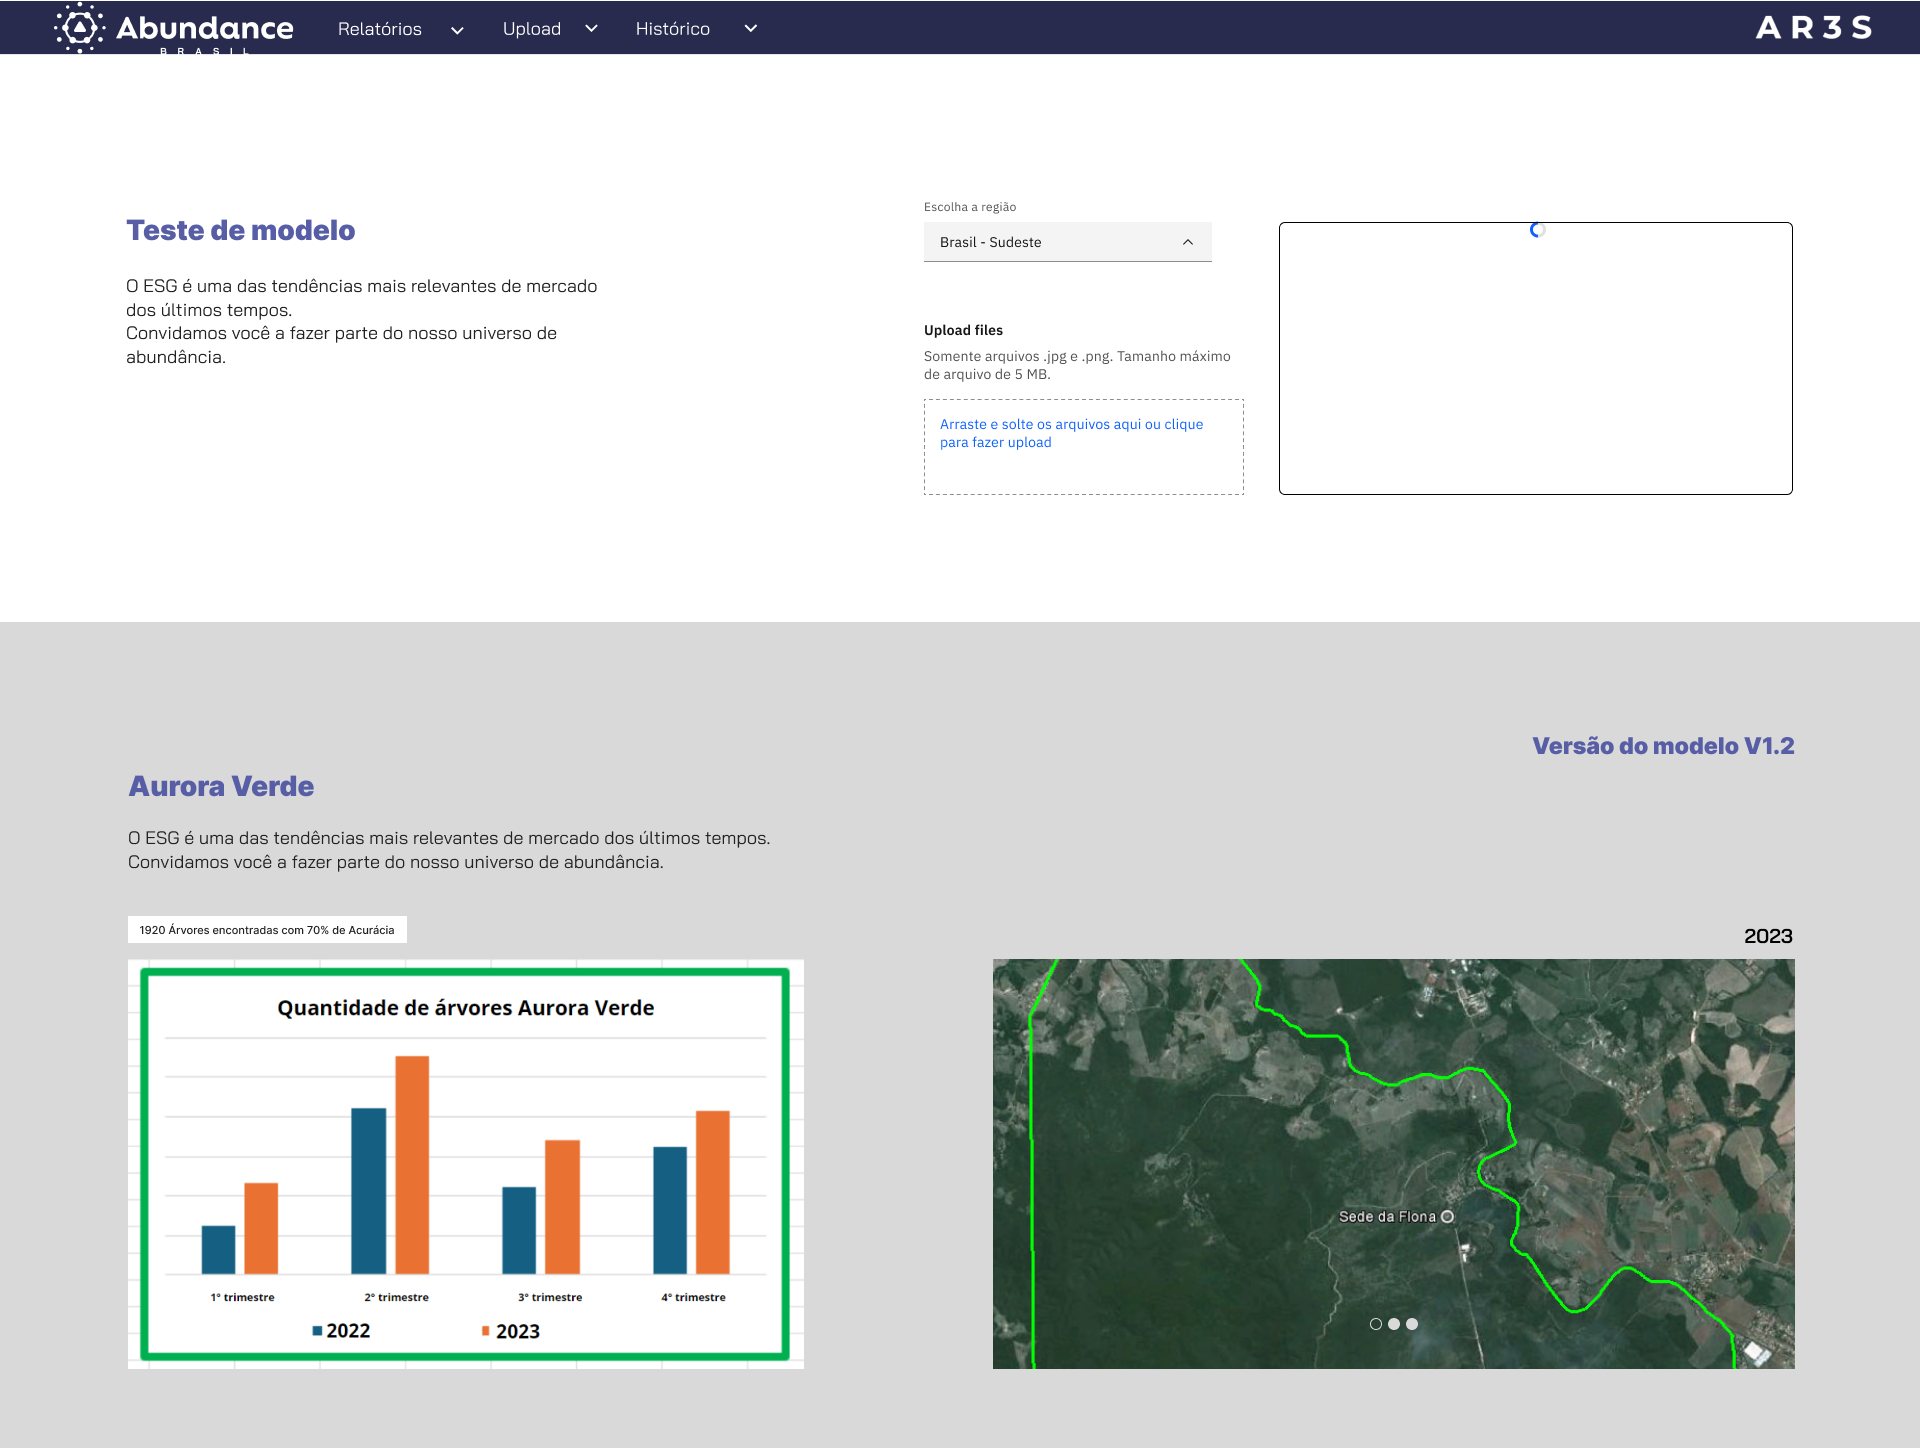 Abundance
BRASIL
Relatórios
Upload
Histórico
AR3S
Teste de modelo
O ESG é uma das tendências mais relevantes de mercado
dos últimos tempos.
Convidamos você a fazer parte do nosso universo de
abundância.
Escolha a região
Brasil - Sudeste
Upload files
Somente arquivos .jpg e .png. Tamanho máximo
de arquivo de 5 MB.
Arraste e solte os arquivos aqui ou clique
para fazer upload
Versão do modelo V1.2
Aurora Verde
O ESG é uma das tendências mais relevantes de mercado dos últimos tempos.
Convidamos você a fazer parte do nosso universo de abundância.
1920 Árvores encontradas com 70% de Acurácia
Quantidade de árvores Aurora Verde
1° trimestre
2° trimestre
3° trimestre
4° trimestre
2022
2023
2023
Sede da Flona